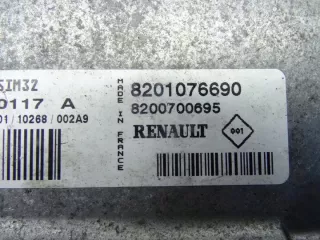 SIM32
0117 A
01/10268/002A9
MADE IN FRANCE
8201076690
8200700695
RENAULT
001